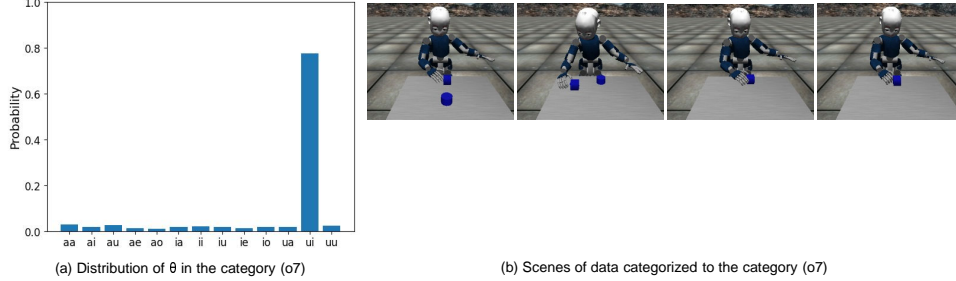 1.0
0.8
0.6
0.4
0.2
0.0
Probability
aa ai au ae ao ia ii iu ie io ua ui uu
(a) Distribution of θ in the category (o7)
(b) Scenes of data categorized to the category (o7)